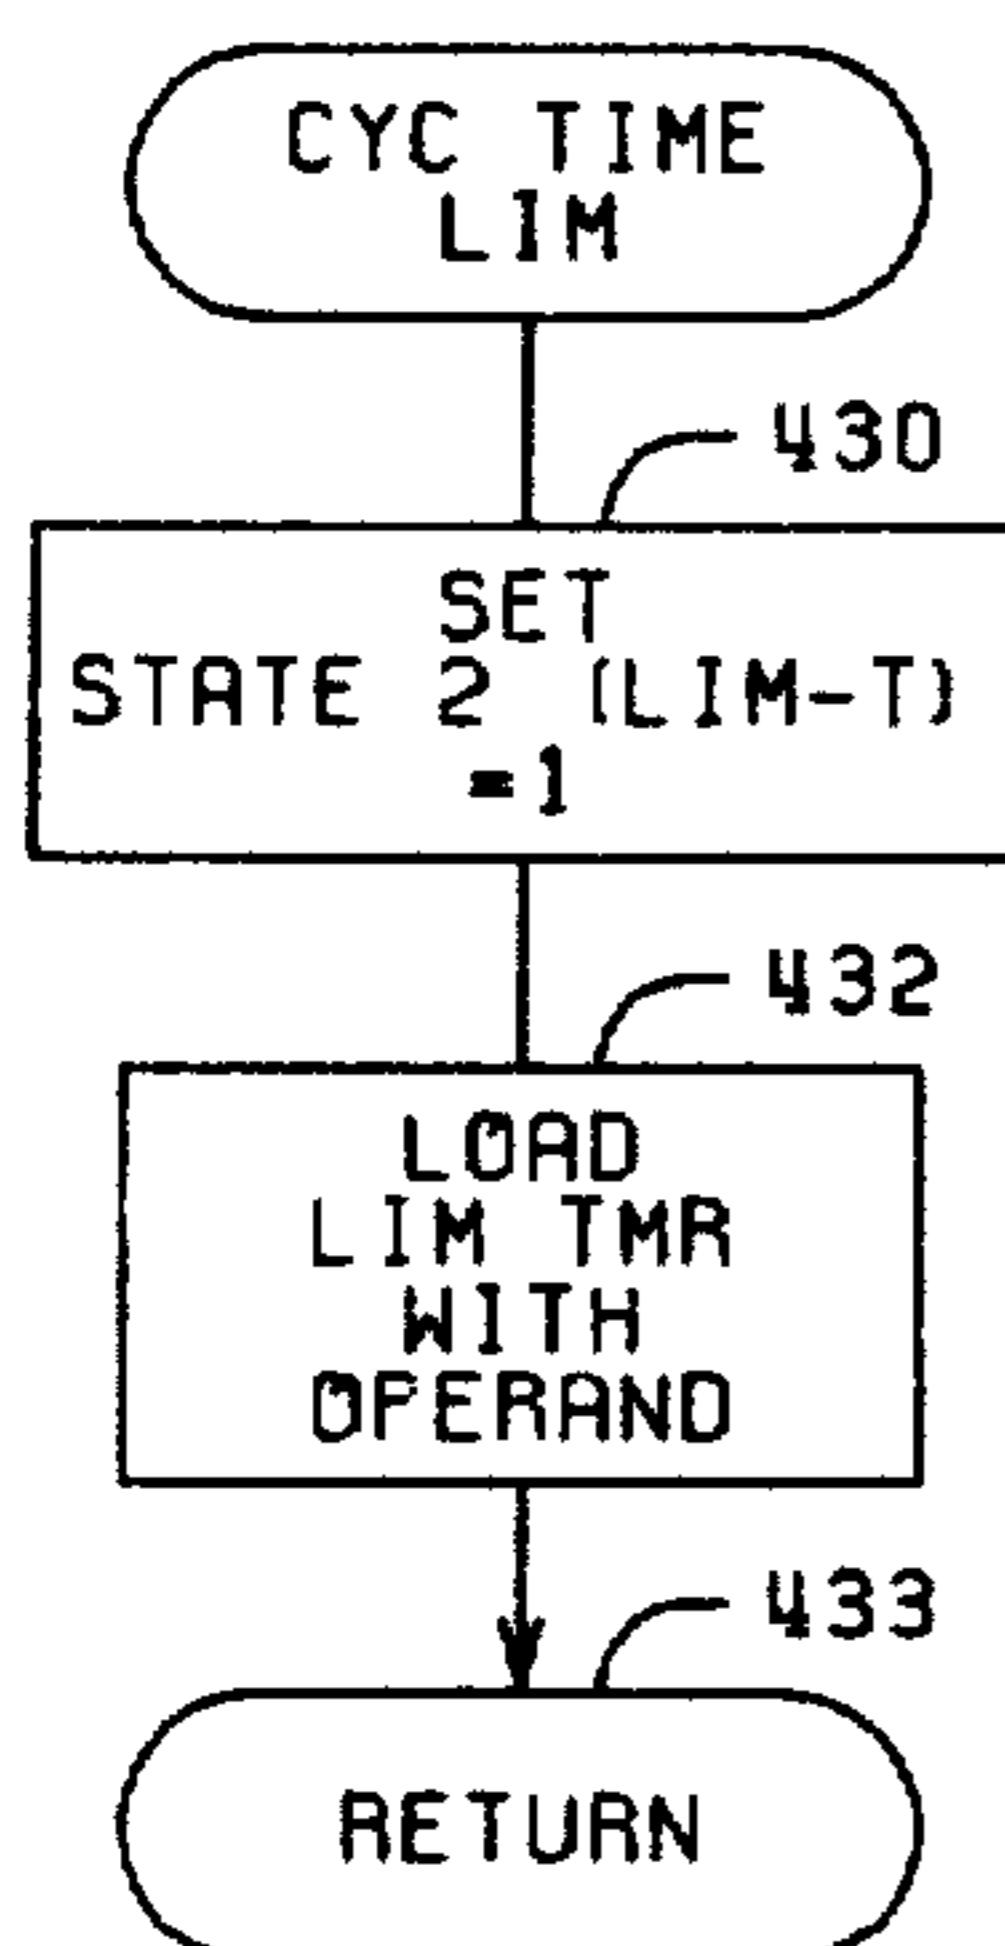 CYC TIME
LIM
430
SET
STATE 2 (LIM-T)
=1
432
LOAD
LIM TMR
WITH
OPERAND
433
RETURN